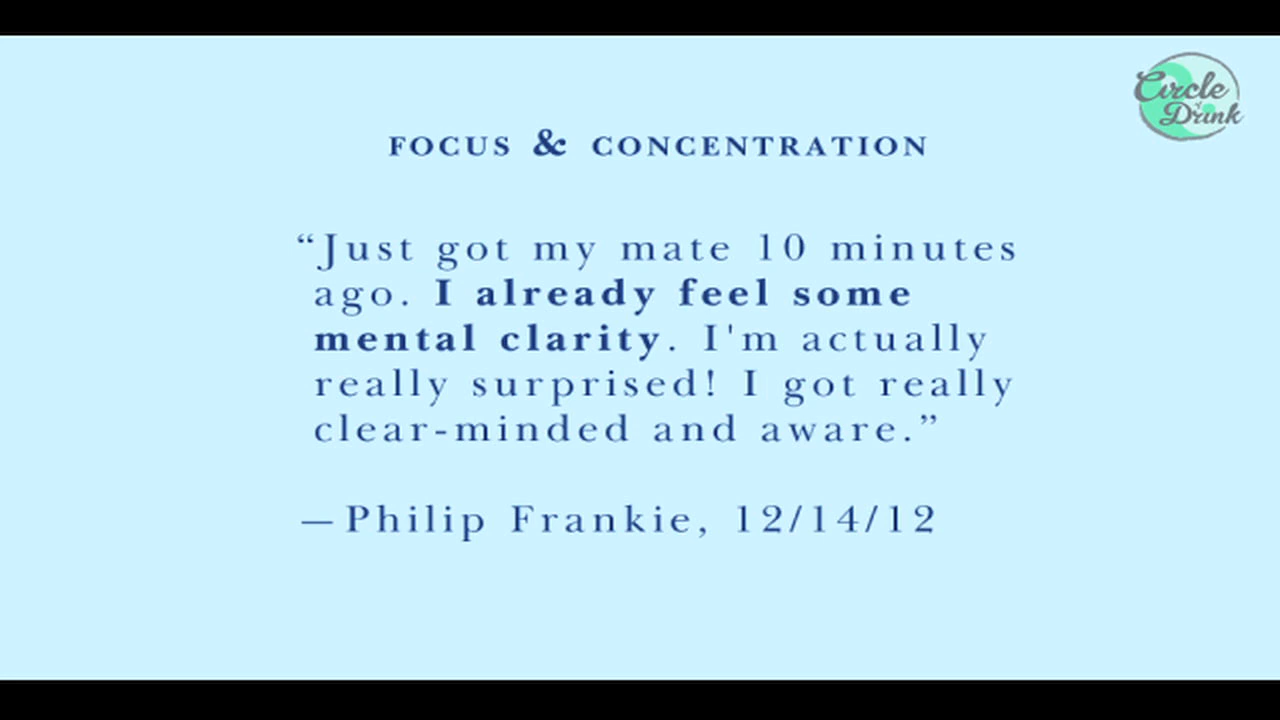 Circle of Drink
FOCUS & CONCENTRATION
“Just got my mate 10 minutes
ago. I already feel some
mental clarity. I'm actually
really surprised! I got really
clear-minded and aware.”
— Philip Frankie, 12/14/12